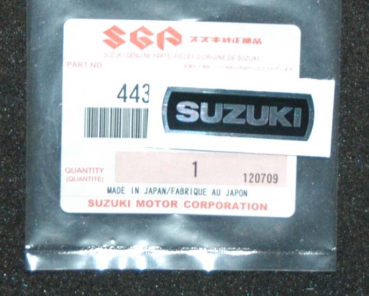 SGP スズキ純正部品
SUZUKI GENUINE PARTS/PIECES D'ORIGINE DE SUZUKI
PART NO
443
SUZUKI
QUANTITY
(QUANTITÉ)
1
120709
MADE IN JAPAN/FABRIQUE AU JAPON
SUZUKI MOTOR CORPORATION